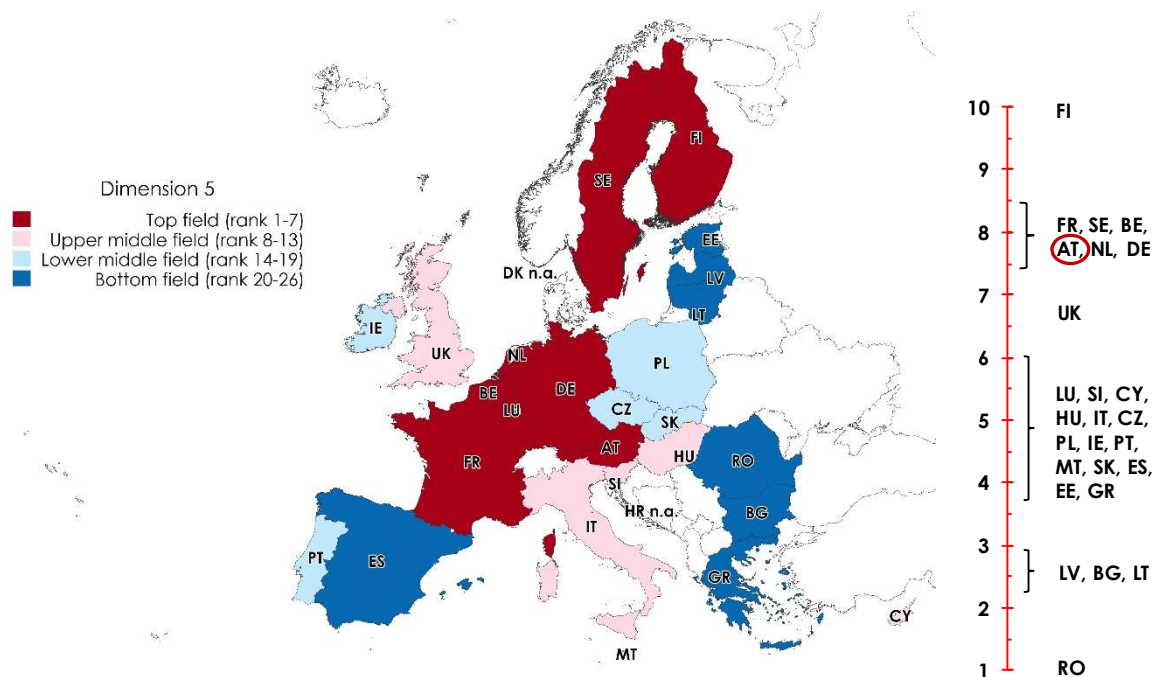 Dimension 5
Top field (rank 1-7)
Upper middle field (rank 8-13)
Lower middle field (rank 14-19)
Bottom field (rank 20-26)
FI
SE
EE
DK n.a.
LV
LT
IE
UK
NL
PL
BE
DE
LU
CZ
SK
AT
FR
HU
RO
SI
HR n.a.
BG
IT
PT
ES
GR
CY
MT
10
9
8
7
6
5
4
3
2
1
FI
FR, SE, BE,
AT, NL, DE
UK
LU, SI, CY,
HU, IT, CZ,
PL, IE, PT,
MT, SK, ES,
EE, GR
LV, BG, LT
RO